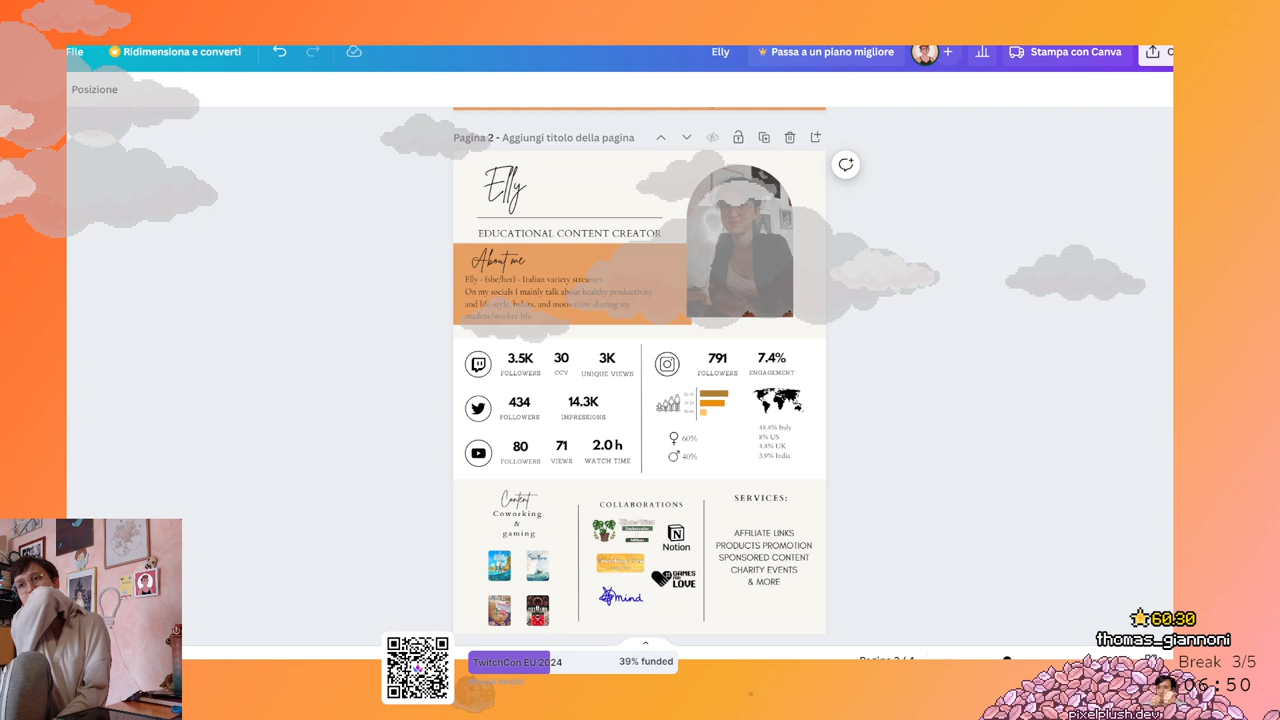 File
Ridimensiona e converti
Elly
Passa a un piano migliore
Stampa con Canva
Posizione
Pagina 2 - Aggiungi titolo della pagina
Elly
EDUCATIONAL CONTENT CREATOR
About me
Elly - (she/her) - Italian variety streamer
On my socials I mainly talk about healthy productivity
and life-style, habits, and motivation sharing my
student/worker life.
3.5K
FOLLOWERS
30
CCV
3K
UNIQUE VIEWS
791
FOLLOWERS
7.4%
ENGAGEMENT
434
FOLLOWERS
14.3K
IMPRESSIONS
60%
40%
48.8% Italy
8% US
4.8% UK
3.9% India
80
FOLLOWERS
71
VIEWS
2.0 h
WATCH TIME
Content
Coworking
&
gaming
COLLABORATIONS
Notion
GAMES
FOR
LOVE
mind
SERVICES:
AFFILIATE LINKS
PRODUCTS PROMOTION
SPONSORED CONTENT
CHARITY EVENTS
& MORE
TwitchCon EU 2024
39% funded
60.30
thomas_giannoni
Break 3/5
06:50
pixelplush.dev